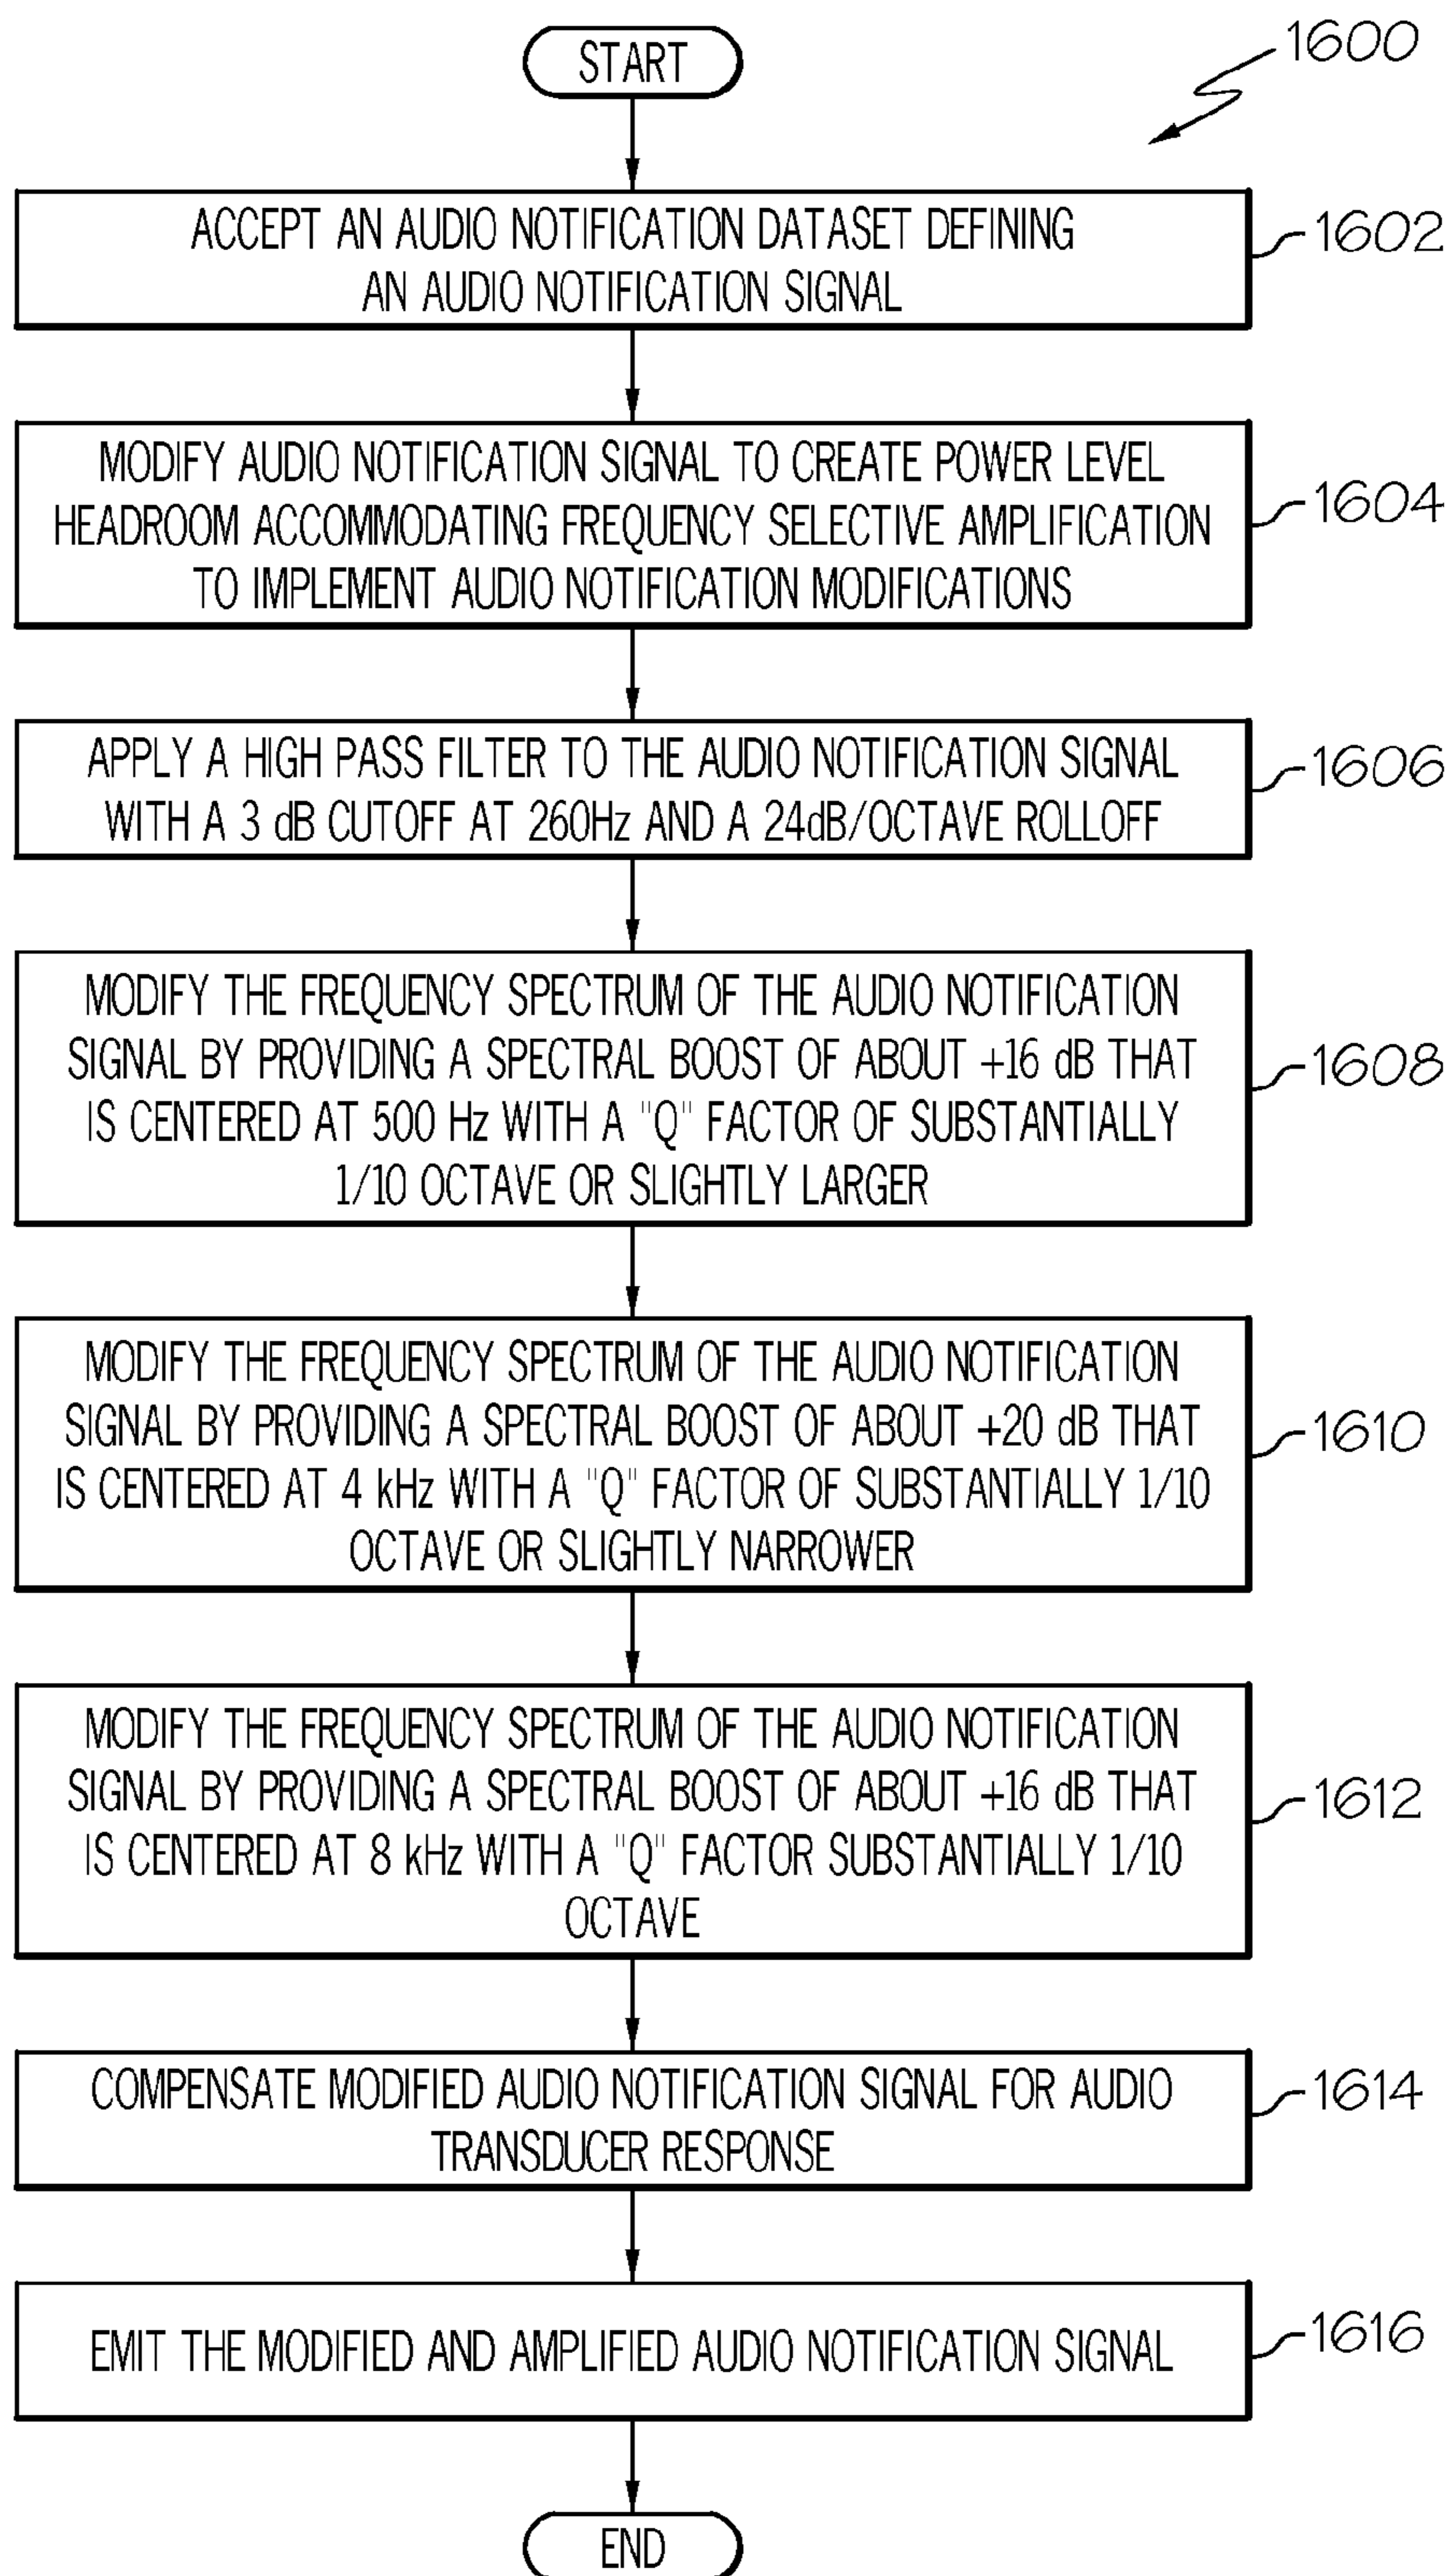 START
1600
ACCEPT AN AUDIO NOTIFICATION DATASET DEFINING
AN AUDIO NOTIFICATION SIGNAL
1602
MODIFY AUDIO NOTIFICATION SIGNAL TO CREATE POWER LEVEL
HEADROOM ACCOMMODATING FREQUENCY SELECTIVE AMPLIFICATION
TO IMPLEMENT AUDIO NOTIFICATION MODIFICATIONS
1604
APPLY A HIGH PASS FILTER TO THE AUDIO NOTIFICATION SIGNAL
WITH A 3 dB CUTOFF AT 260Hz AND A 24dB/OCTAVE ROLLOFF
1606
MODIFY THE FREQUENCY SPECTRUM OF THE AUDIO NOTIFICATION
SIGNAL BY PROVIDING A SPECTRAL BOOST OF ABOUT +16 dB THAT
IS CENTERED AT 500 Hz WITH A "Q" FACTOR OF SUBSTANTIALLY
1/10 OCTAVE OR SLIGHTLY LARGER
1608
MODIFY THE FREQUENCY SPECTRUM OF THE AUDIO NOTIFICATION
SIGNAL BY PROVIDING A SPECTRAL BOOST OF ABOUT +20 dB THAT
IS CENTERED AT 4 kHz WITH A "Q" FACTOR OF SUBSTANTIALLY 1/10
OCTAVE OR SLIGHTLY NARROWER
1610
MODIFY THE FREQUENCY SPECTRUM OF THE AUDIO NOTIFICATION
SIGNAL BY PROVIDING A SPECTRAL BOOST OF ABOUT +16 dB THAT
IS CENTERED AT 8 kHz WITH A "Q" FACTOR SUBSTANTIALLY 1/10
OCTAVE
1612
COMPENSATE MODIFIED AUDIO NOTIFICATION SIGNAL FOR AUDIO
TRANSDUCER RESPONSE
1614
EMIT THE MODIFIED AND AMPLIFIED AUDIO NOTIFICATION SIGNAL
1616
END